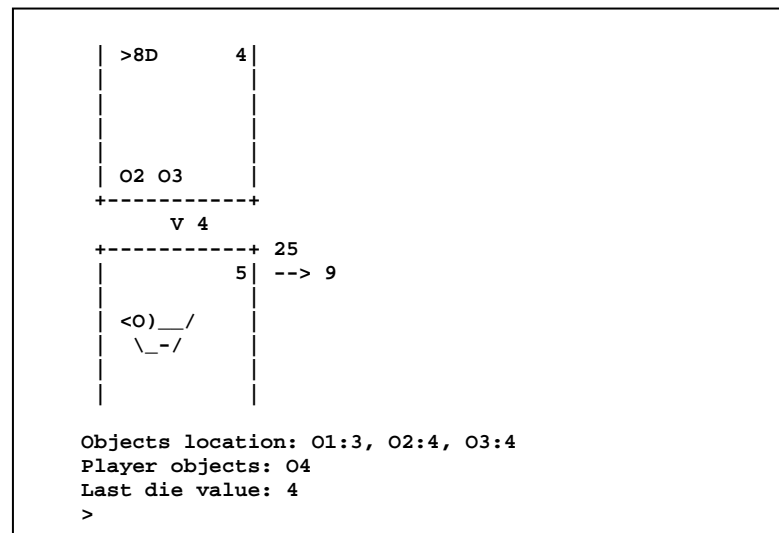 | >8D      4|
|           |
|           |
|           |
|           |
| O2 O3     |
+-----------+
      V 4
+-----------+ 25
|          5| --> 9
|           |
| <O)__/    |
|  \_-/     |
|           |
|           |
Objects location: O1:3, O2:4, O3:4
Player objects: O4
Last die value: 4
>